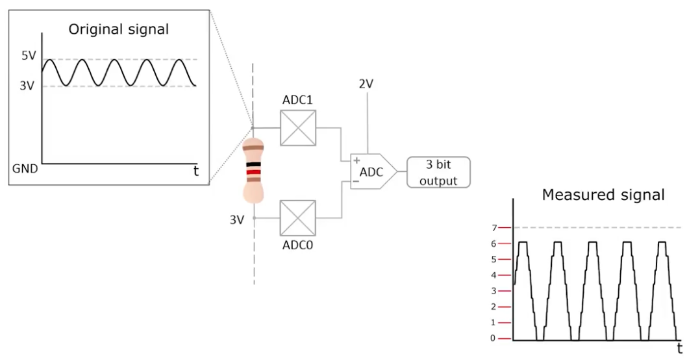 Original signal
5V
3V
GND
t
ADC1
2V
+
ADC
-
3 bit
output
3V
ADC0
Measured signal
7
6
5
4
3
2
1
0
t